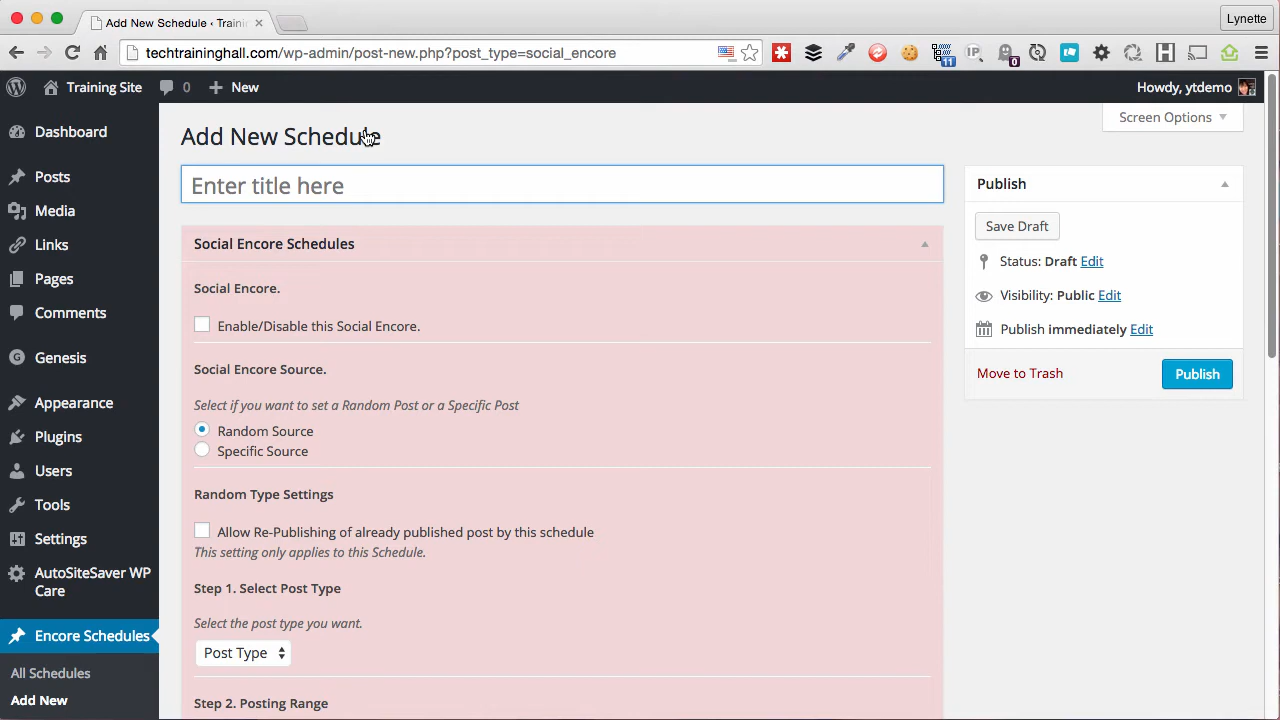 Add New Schedule ‹ Trainin
Lynette
techtraininghall.com/wp-admin/post-new.php?post_type=social_encore
11
IP
0
Training Site
0
New
Howdy, ytdemo
Dashboard
Posts
Media
Links
Pages
Comments
Genesis
Appearance
Plugins
Users
Tools
Settings
AutoSiteSaver WP
Care
Encore Schedules
All Schedules
Add New
Add New Schedule
Screen Options
Enter title here
Social Encore Schedules
Social Encore.
Enable/Disable this Social Encore.
Social Encore Source.
Select if you want to set a Random Post or a Specific Post
Random Source
Specific Source
Random Type Settings
Allow Re-Publishing of already published post by this schedule
This setting only applies to this Schedule.
Step 1. Select Post Type
Select the post type you want.
Post Type
Step 2. Posting Range
Publish
Save Draft
Status: Draft Edit
Visibility: Public Edit
Publish immediately Edit
Move to Trash
Publish